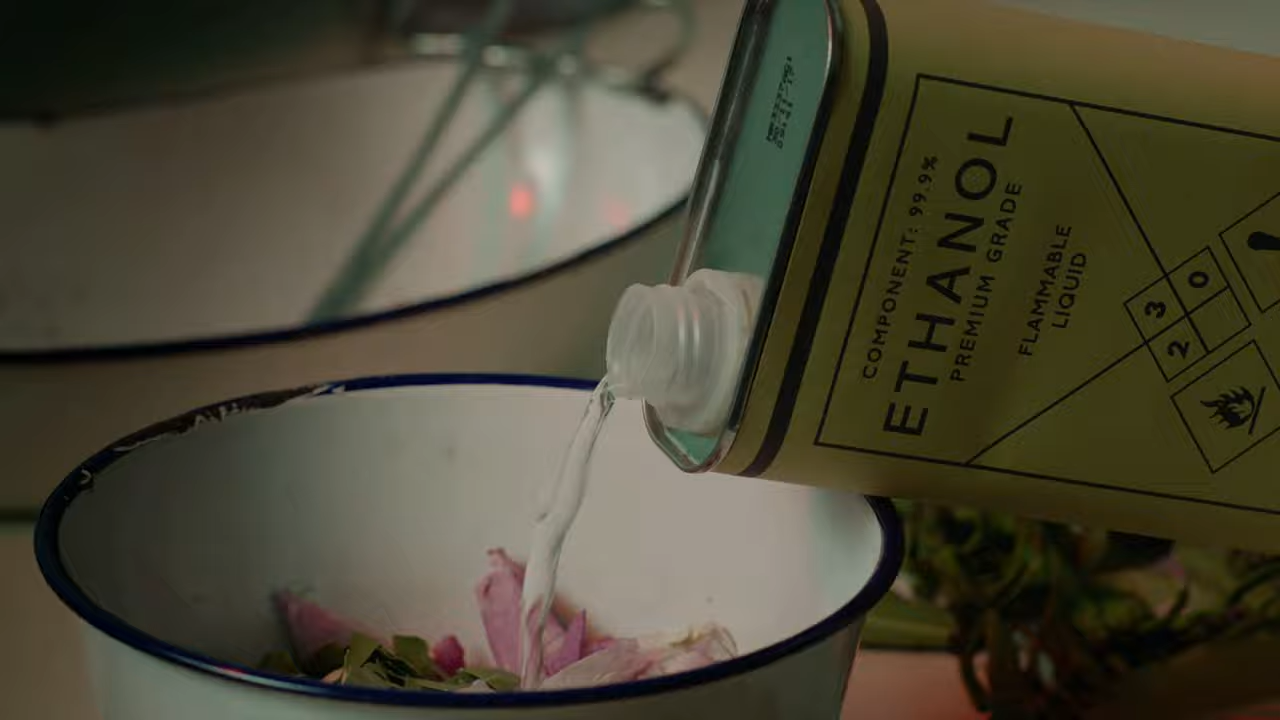 COMPONENT: 99.9%
ETHANOL
PREMIUM GRADE
FLAMMABLE
LIQUID
3
0
2